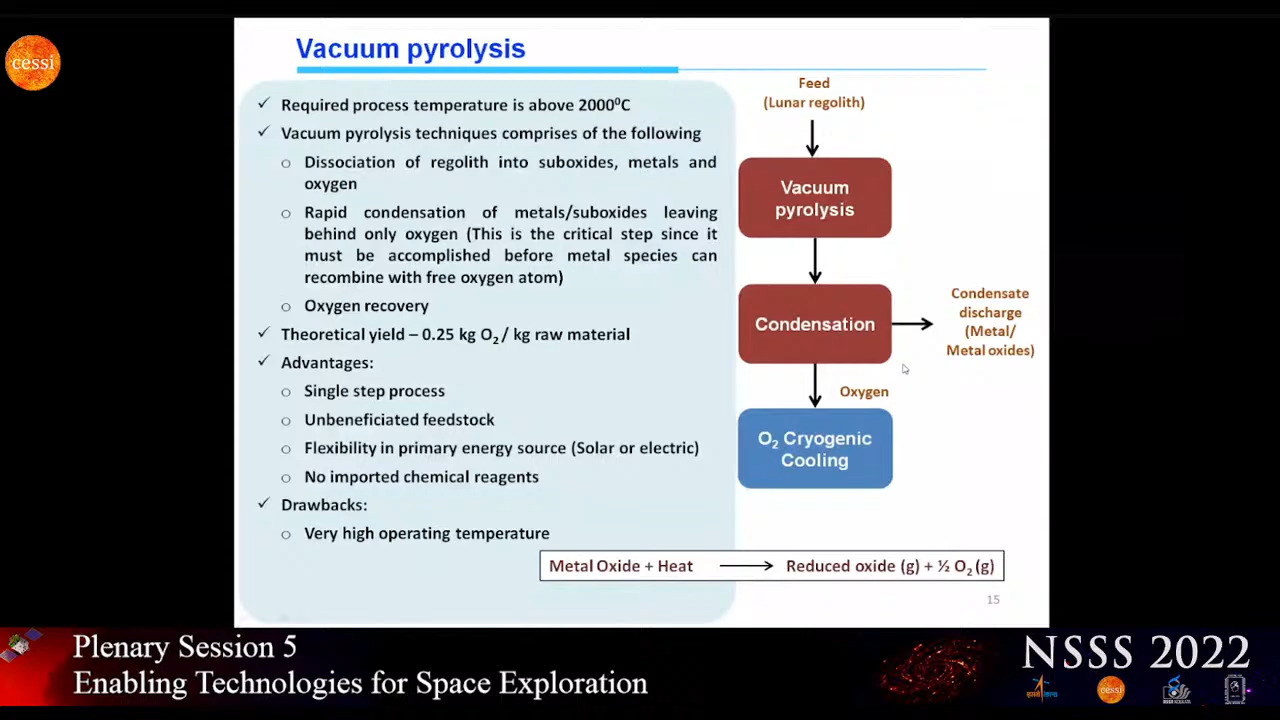 cessi
Vacuum pyrolysis
✓ Required process temperature is above 2000⁰C
✓ Vacuum pyrolysis techniques comprises of the following
o Dissociation of regolith into suboxides, metals and
oxygen
o Rapid condensation of metals/suboxides leaving
behind only oxygen (This is the critical step since it
must be accomplished before metal species can
recombine with free oxygen atom)
o Oxygen recovery
✓ Theoretical yield – 0.25 kg O₂ / kg raw material
✓ Advantages:
o Single step process
o Unbeneficiated feedstock
o Flexibility in primary energy source (Solar or electric)
o No imported chemical reagents
✓ Drawbacks:
o Very high operating temperature
Feed
(Lunar regolith)
Vacuum
pyrolysis
Condensation
Condensate
discharge
(Metal/
Metal oxides)
Oxygen
O₂ Cryogenic
Cooling
Metal Oxide + Heat ⟶ Reduced oxide (g) + ½ O₂ (g)
15
Plenary Session 5
Enabling Technologies for Space Exploration
NSSS 2022
cessi